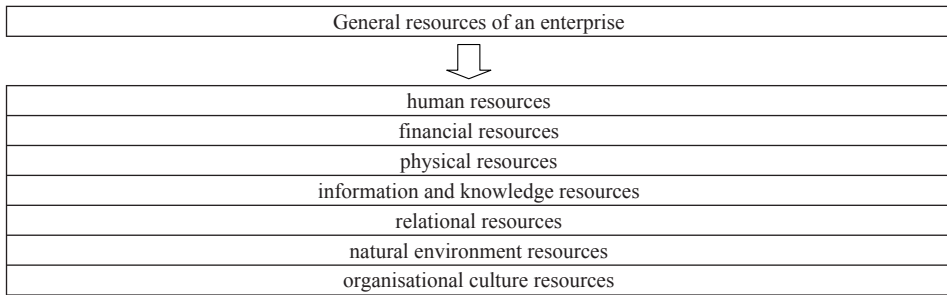 General resources of an enterprise
human resources
financial resources
physical resources
information and knowledge resources
relational resources
natural environment resources
organisational culture resources